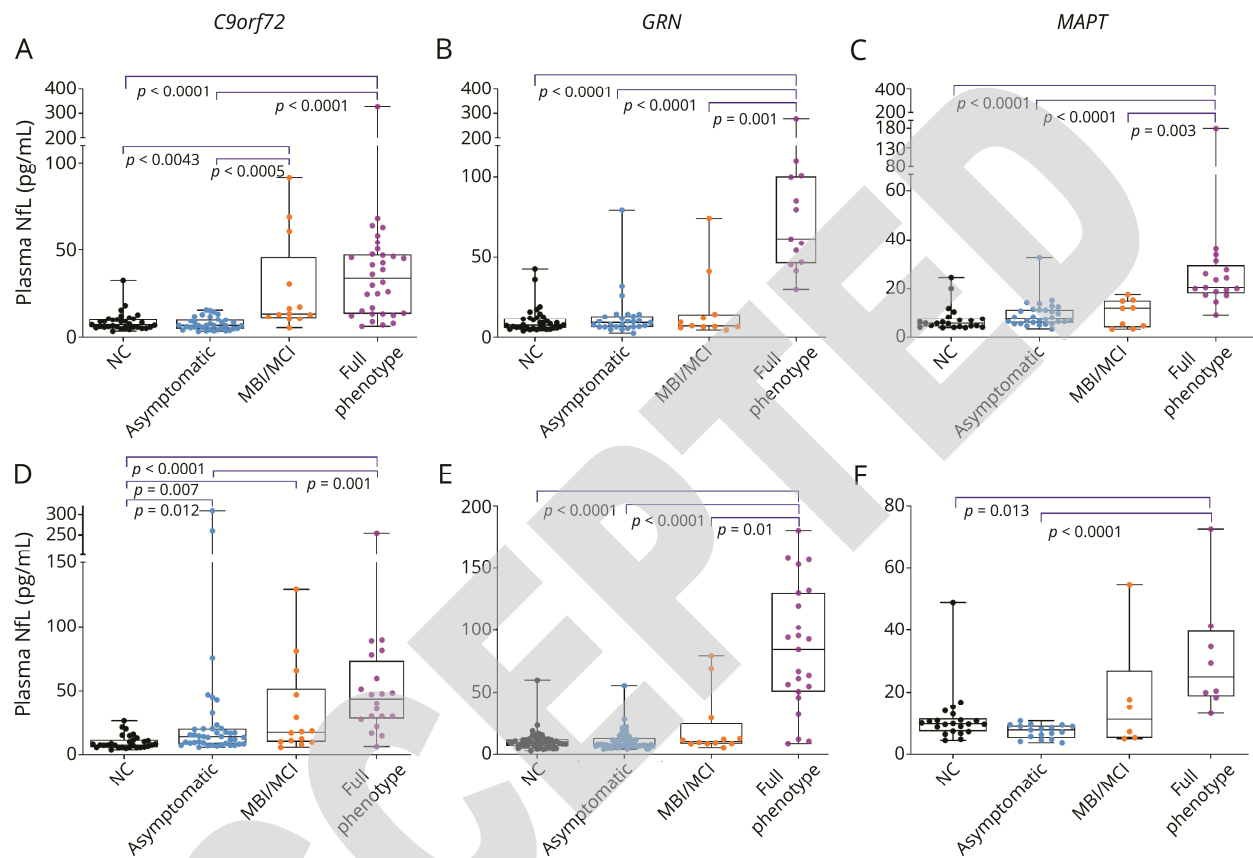 C9orf72
GRN
MAPT
A
B
C
Plasma NfL (pg/mL)
400
300
200
100
50
0
p < 0.0001
p < 0.0001
p < 0.0043
p < 0.0005
NC
Asymptomatic
MBI/MCI
Full
phenotype
400
300
200
100
50
0
p < 0.0001
p < 0.0001
p = 0.001
NC
Asymptomatic
MBI/MCI
Full
phenotype
400
200
180
130
80
60
40
20
0
p < 0.0001
p < 0.0001
p = 0.003
NC
Asymptomatic
MBI/MCI
Full
phenotype
D
E
F
Plasma NfL (pg/mL)
300
250
150
100
50
0
p < 0.0001
p = 0.001
p = 0.007
p = 0.012
NC
Asymptomatic
MBI/MCI
Full
phenotype
200
150
100
50
0
p < 0.0001
p < 0.0001
p = 0.01
NC
Asymptomatic
MBI/MCI
Full
phenotype
80
60
40
20
0
p = 0.013
p < 0.0001
NC
Asymptomatic
MBI/MCI
Full
phenotype
CCEPTED